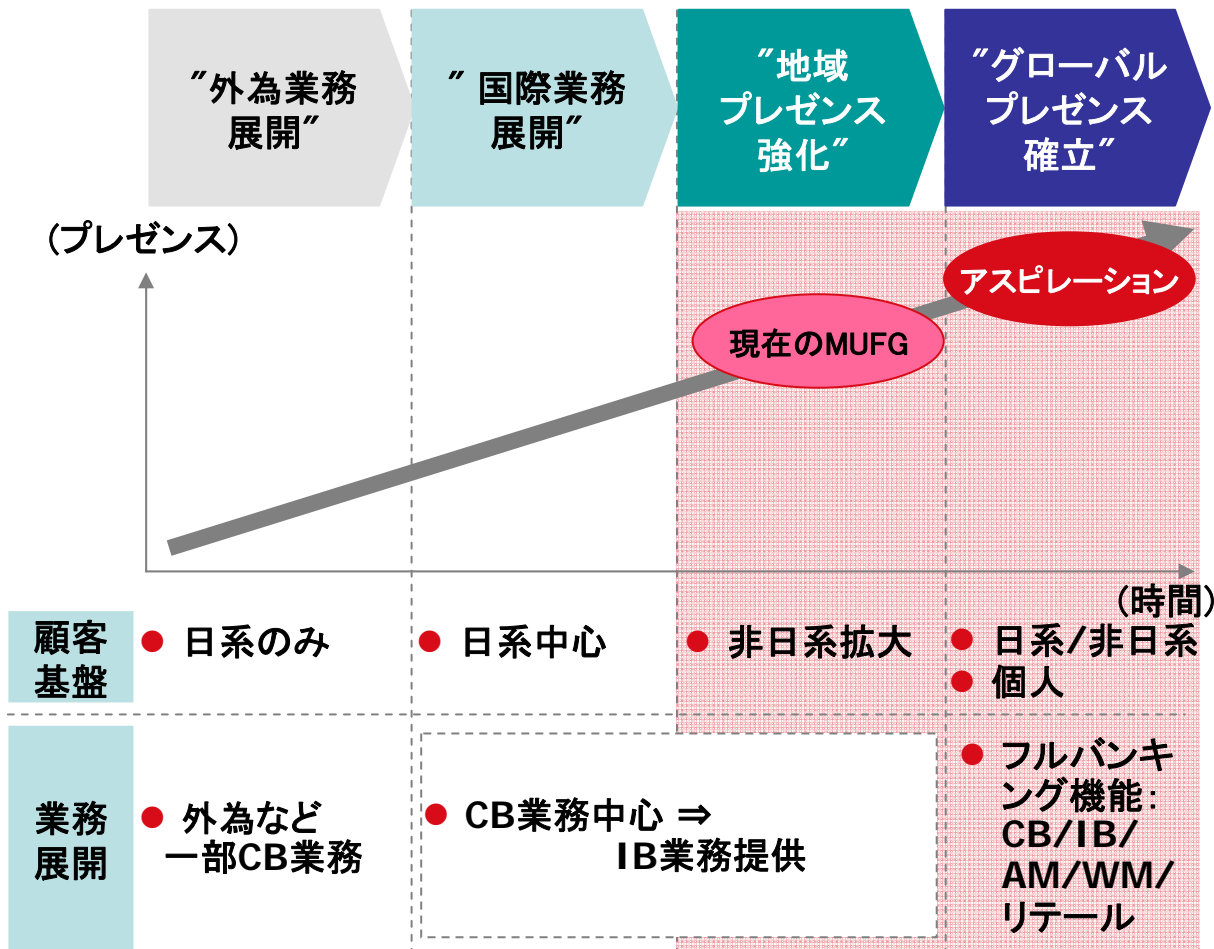 "外為業務
展開"
" 国際業務
展開"
"地域
プレゼンス
強化"
"グローバル
プレゼンス
確立"
(プレゼンス)
アスピレーション
現在のMUFG
(時間)
顧客
基盤
● 日系のみ
● 日系中心
● 非日系拡大
● 日系/非日系
● 個人
業務
展開
● 外為など
一部CB業務
● CB業務中心 ⇒
IB業務提供
● フルバンキ
ング機能:
CB/IB/
AM/WM/
リテール